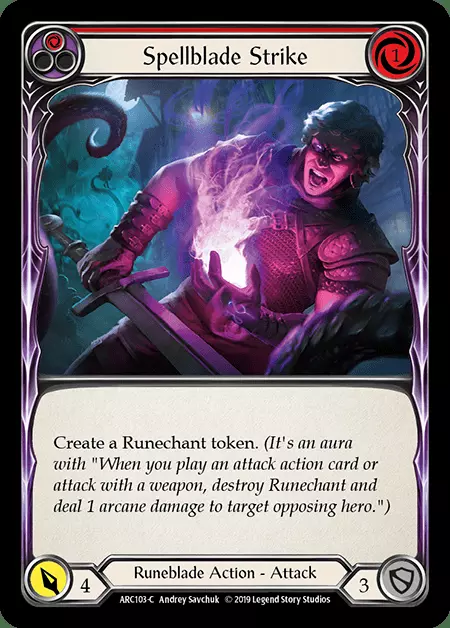 Spellblade Strike
1
Create a Runechant token. (It's an aura
with "When you play an attack action card or
attack with a weapon, destroy Runechant and
deal 1 arcane damage to target opposing hero.")
4
Runeblade Action - Attack
3
ARC103-C Andrey Savchuk © 2019 Legend Story Studios